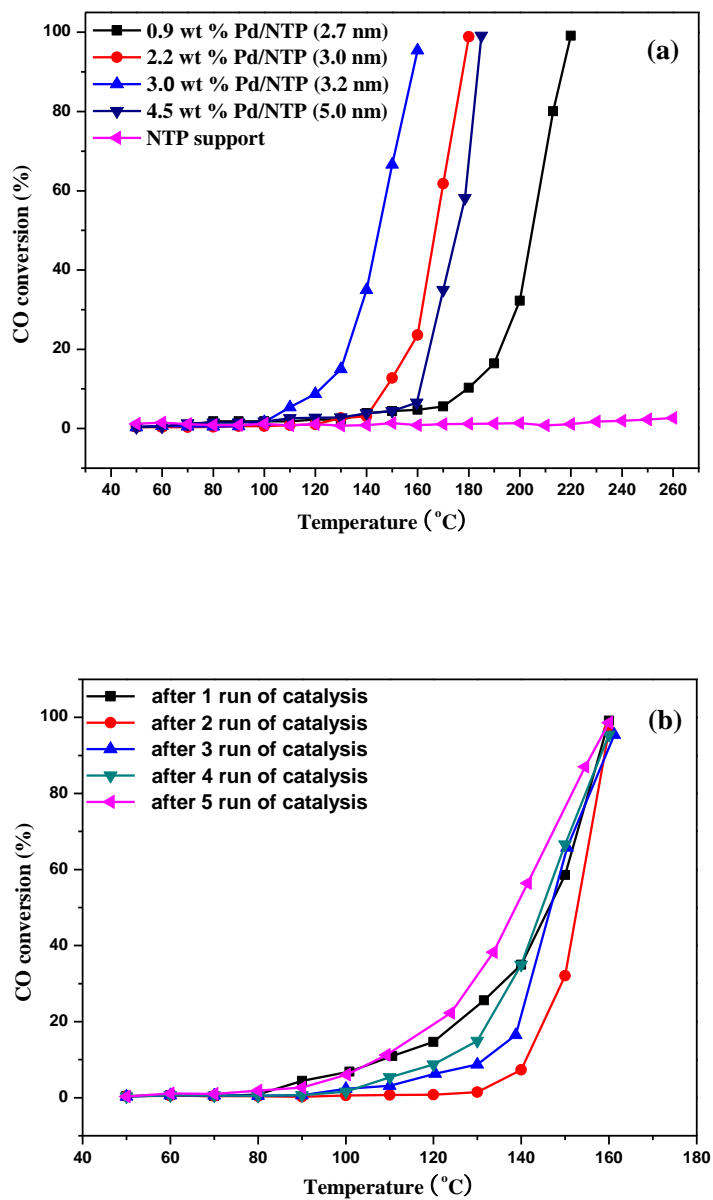 0.9 wt % Pd/NTP (2.7 nm)
2.2 wt % Pd/NTP (3.0 nm)
3.0 wt % Pd/NTP (3.2 nm)
4.5 wt % Pd/NTP (5.0 nm)
NTP support
(a)
100
80
60
40
20
0
CO conversion (%)
40 60 80 100 120 140 160 180 200 220 240 260
Temperature (°C)
after 1 run of catalysis
after 2 run of catalysis
after 3 run of catalysis
after 4 run of catalysis
after 5 run of catalysis
(b)
100
80
60
40
20
0
CO conversion (%)
40 60 80 100 120 140 160 180
Temperature (°C)